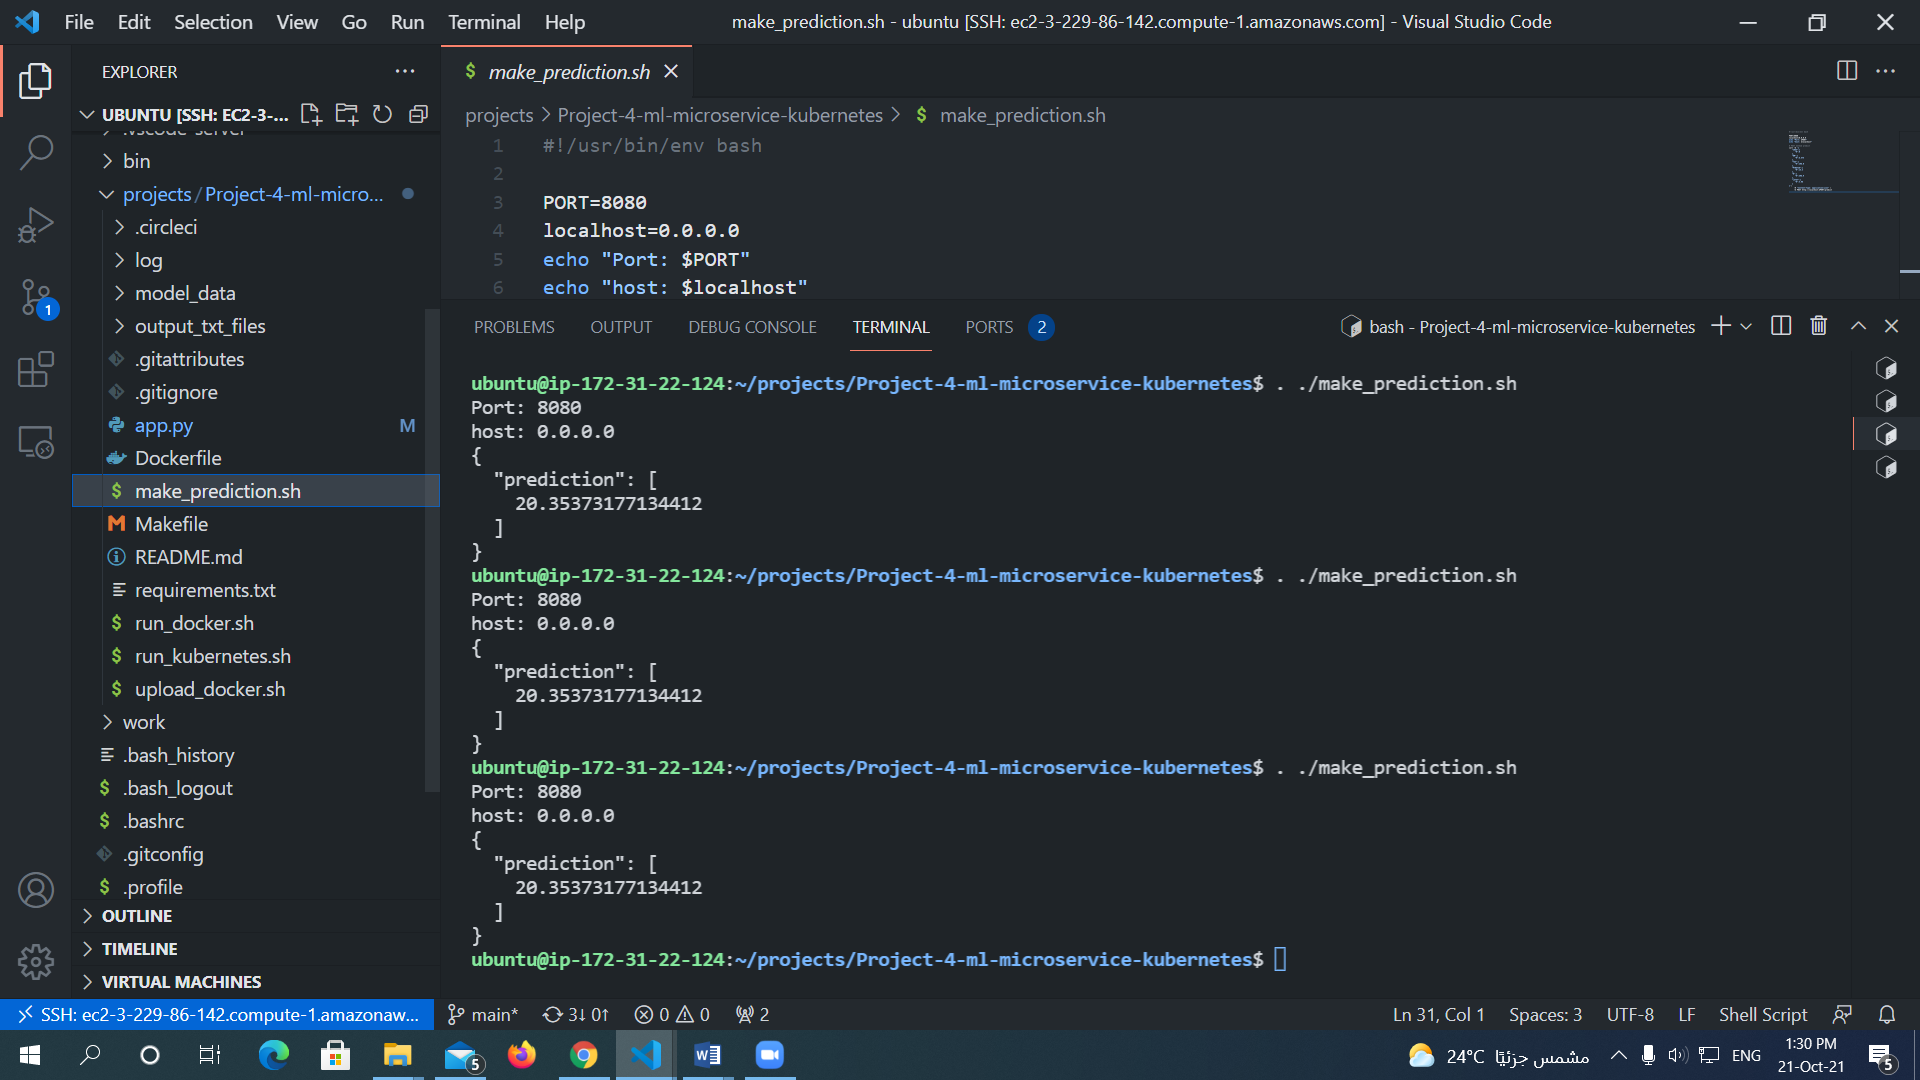 File Edit Selection View Go Run Terminal Help
make_prediction.sh - ubuntu [SSH: ec2-3-229-86-142.compute-1.amazonaws.com] - Visual Studio Code
EXPLORER
UBUNTU [SSH: EC2-3-...
.vscode-server
bin
projects/Project-4-ml-micro...
.circleci
log
model_data
output_txt_files
.gitattributes
.gitignore
app.py M
Dockerfile
make_prediction.sh
Makefile
README.md
requirements.txt
run_docker.sh
run_kubernetes.sh
upload_docker.sh
work
.bash_history
.bash_logout
.bashrc
.gitconfig
.profile
OUTLINE
TIMELINE
VIRTUAL MACHINES
1
$ make_prediction.sh
projects > Project-4-ml-microservice-kubernetes > $ make_prediction.sh
1 #!/usr/bin/env bash
2
3 PORT=8080
4 localhost=0.0.0.0
5 echo "Port: $PORT"
6 echo "host: $localhost"
PROBLEMS OUTPUT DEBUG CONSOLE TERMINAL PORTS 2
bash - Project-4-ml-microservice-kubernetes
ubuntu@ip-172-31-22-124:~/projects/Project-4-ml-microservice-kubernetes$ . ./make_prediction.sh
Port: 8080
host: 0.0.0.0
{
"prediction": [
20.35373177134412
]
}
ubuntu@ip-172-31-22-124:~/projects/Project-4-ml-microservice-kubernetes$ . ./make_prediction.sh
Port: 8080
host: 0.0.0.0
{
"prediction": [
20.35373177134412
]
}
ubuntu@ip-172-31-22-124:~/projects/Project-4-ml-microservice-kubernetes$ . ./make_prediction.sh
Port: 8080
host: 0.0.0.0
{
"prediction": [
20.35373177134412
]
}
ubuntu@ip-172-31-22-124:~/projects/Project-4-ml-microservice-kubernetes$
SSH: ec2-3-229-86-142.compute-1.amazonaw... main* 3↓ 0↑ 0 0 2
Ln 31, Col 1 Spaces: 3 UTF-8 LF Shell Script
5
24°C مشمس جزئيًا
ENG
1:30 PM
21-Oct-21
5